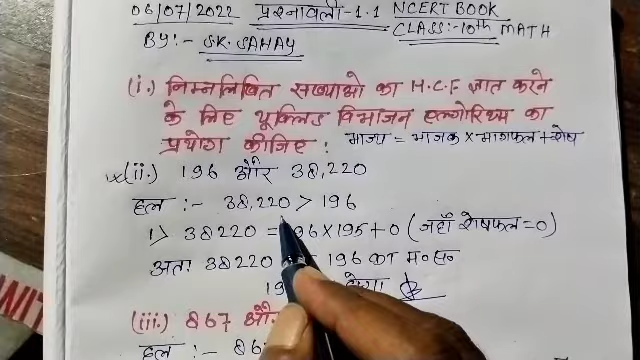 06/07/2022 प्रश्नावली-1.1 NCERT BOOK
CLASS:-10th MATH
BY:- SK. SAHAY
(i.) निम्नलिखित संख्याओ का H.C.F ज्ञात करने
के लिए यूक्लिड विभाजन एल्गोरिथ्म का
प्रयोग कीजिए: भाज्य = भाजक × भागफल + शेष
(ii.) 196 और 38,220
हल :- 38,220 > 196
1> 38220 = 196 × 195 + 0 (जहाँ शेषफल = 0)
अतः 38220 196 का म० स०
होगा
(iii.) 867 और
हल :- 86